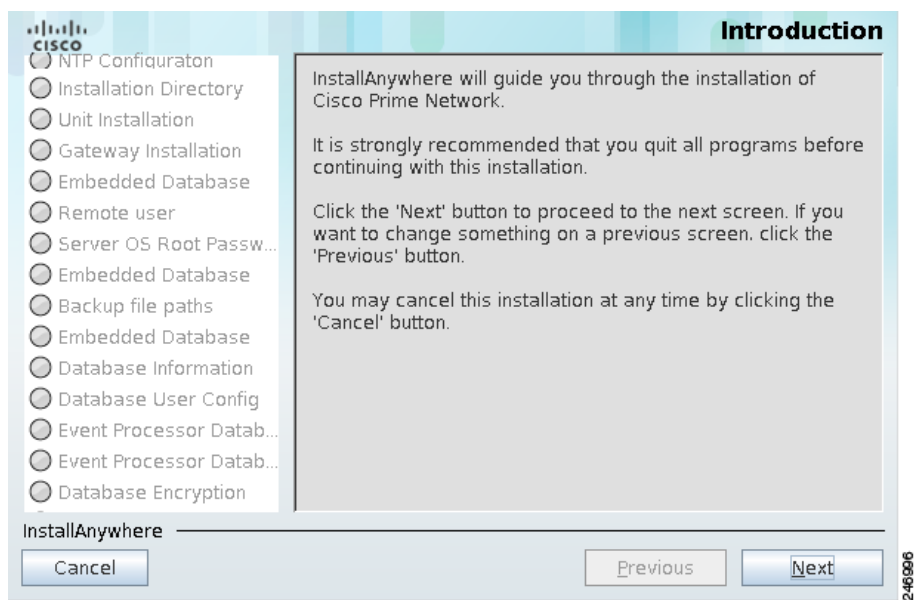 CISCO
Introduction
NTP Configuraton
Installation Directory
Unit Installation
Gateway Installation
Embedded Database
Remote user
Server OS Root Passw...
Embedded Database
Backup file paths
Embedded Database
Database Information
Database User Config
Event Processor Datab...
Event Processor Datab...
Database Encryption
InstallAnywhere will guide you through the installation of
Cisco Prime Network.
It is strongly recommended that you quit all programs before
continuing with this installation.
Click the 'Next' button to proceed to the next screen. If you
want to change something on a previous screen. click the
'Previous' button.
You may cancel this installation at any time by clicking the
'Cancel' button.
InstallAnywhere
Cancel
Previous
Next
246996